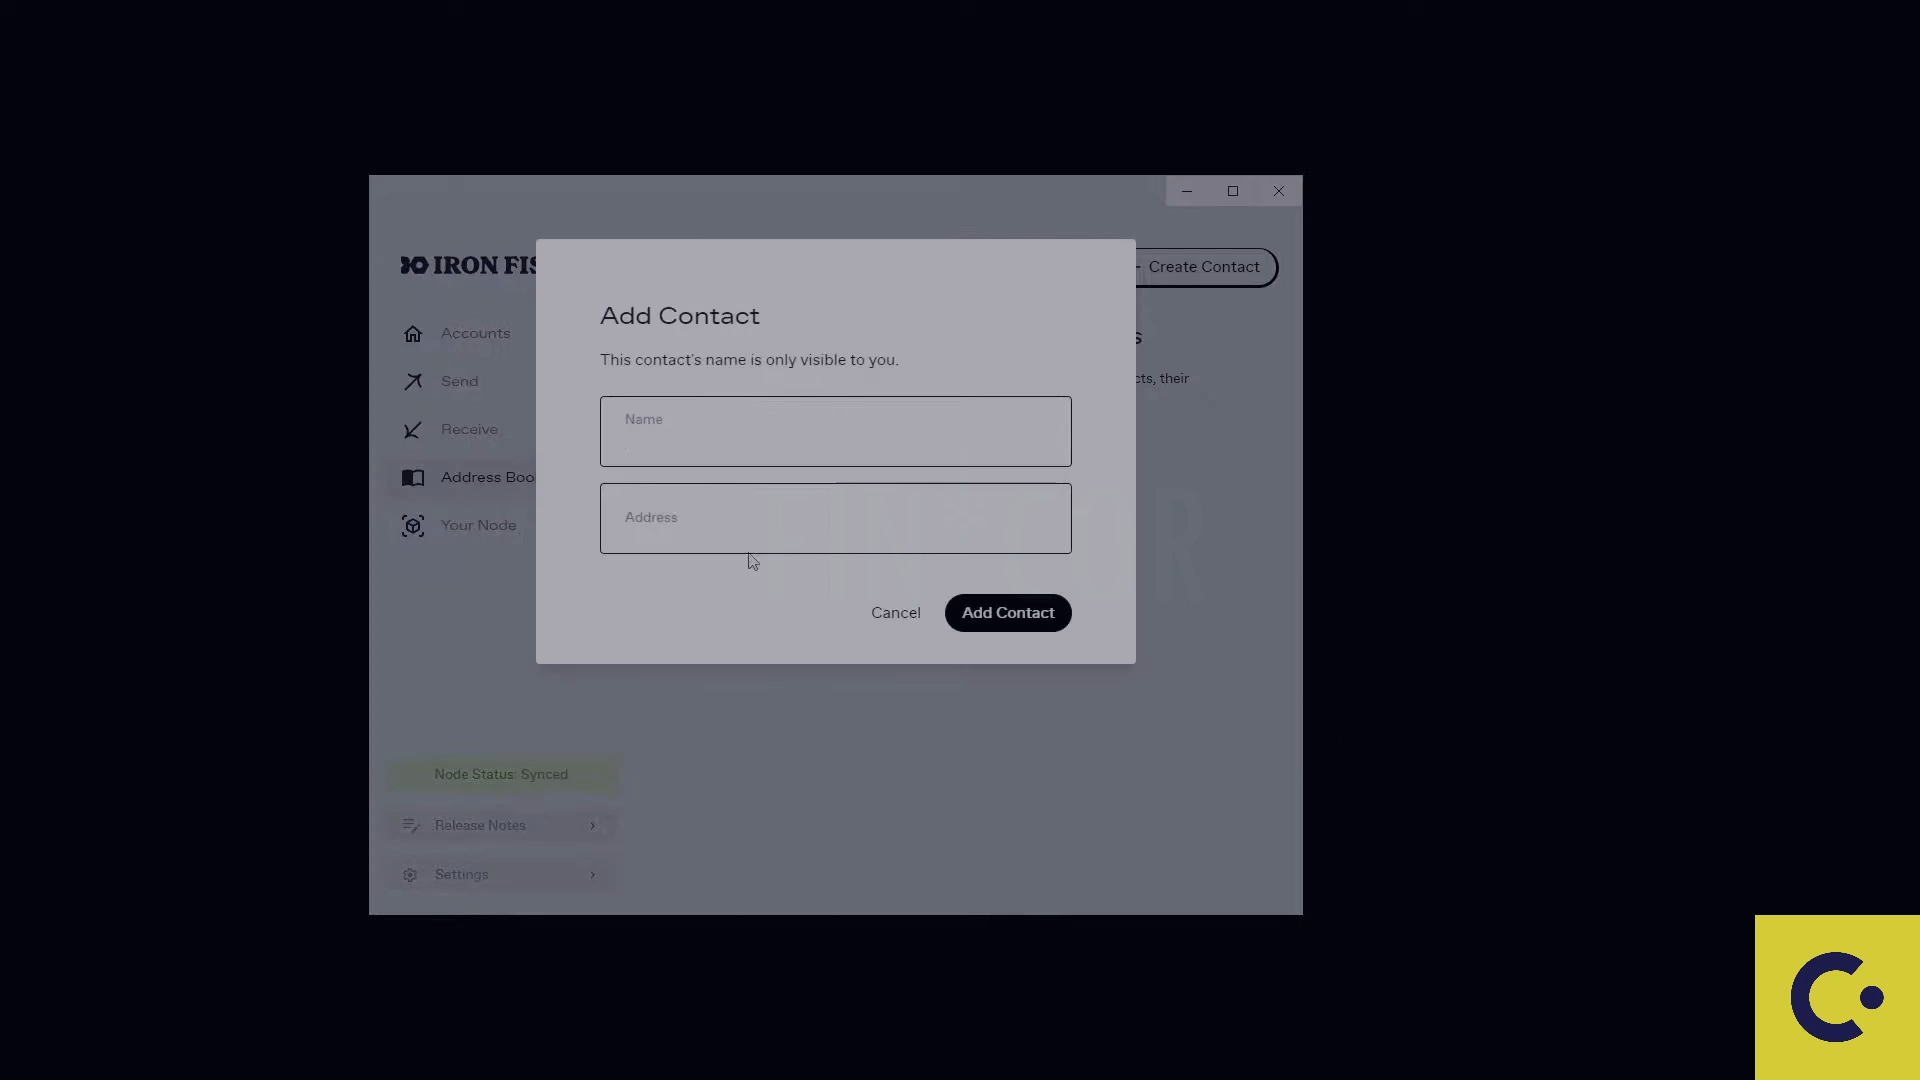 IRON FIS
Create Contact
Accounts
Send
Receive
Address Boo
Your Node
Add Contact
This contact's name is only visible to you.
Name
Address
Cancel
Add Contact
s
cts, their
Node Status: Synced
Release Notes
Settings